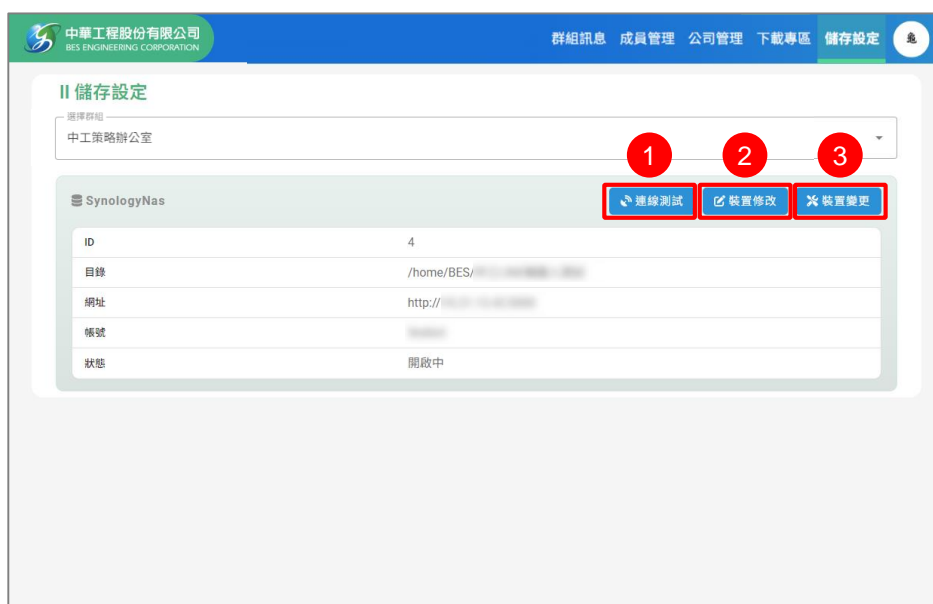 中華工程股份有限公司
BES ENGINEERING CORPORATION
群組訊息 成員管理 公司管理 下載專區 儲存設定
II 儲存設定
選擇群組
中工策略辦公室
1 2 3
SynologyNas 連線測試 裝置修改 裝置變更
ID 4
目錄 /home/BES/
網址 http://
帳號
狀態 開啟中